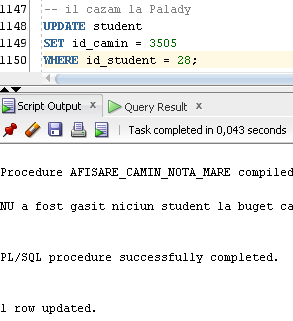 1147
-- il cazam la Palady
1148 UPDATE student
1149 SET id_camin = 3505
1150 WHERE id_student = 28;
Script Output x Query Result x
Task completed in 0,043 seconds
Procedure AFISARE_CAMIN_NOTA_MARE compiled
NU a fost gasit niciun student la buget ca
PL/SQL procedure successfully completed.
1 row updated.